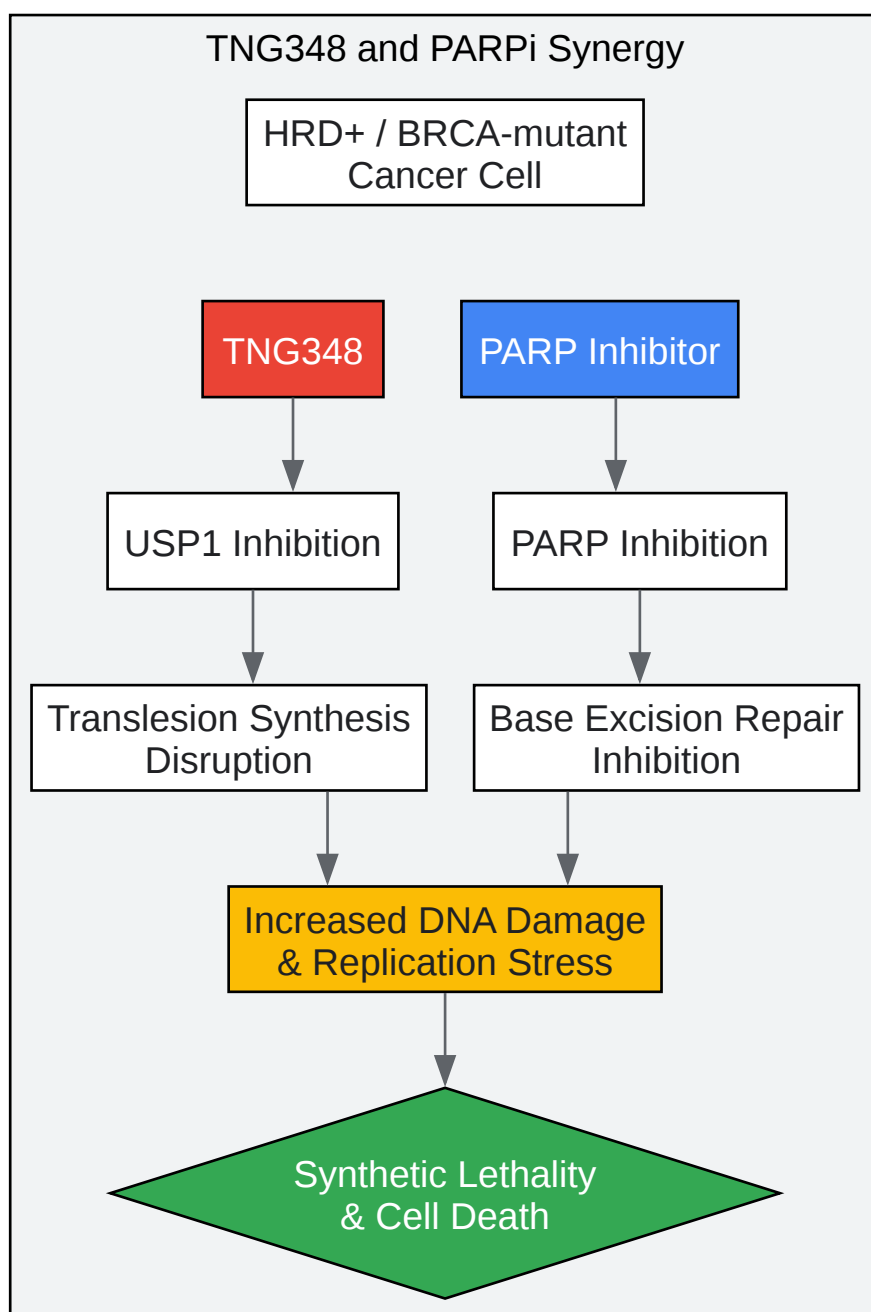 TNG348 and PARPi Synergy
HRD+ / BRCA-mutant
Cancer Cell
TNG348
PARP Inhibitor
USP1 Inhibition
PARP Inhibition
Translesion Synthesis
Disruption
Base Excision Repair
Inhibition
Increased DNA Damage
& Replication Stress
Synthetic Lethality
& Cell Death